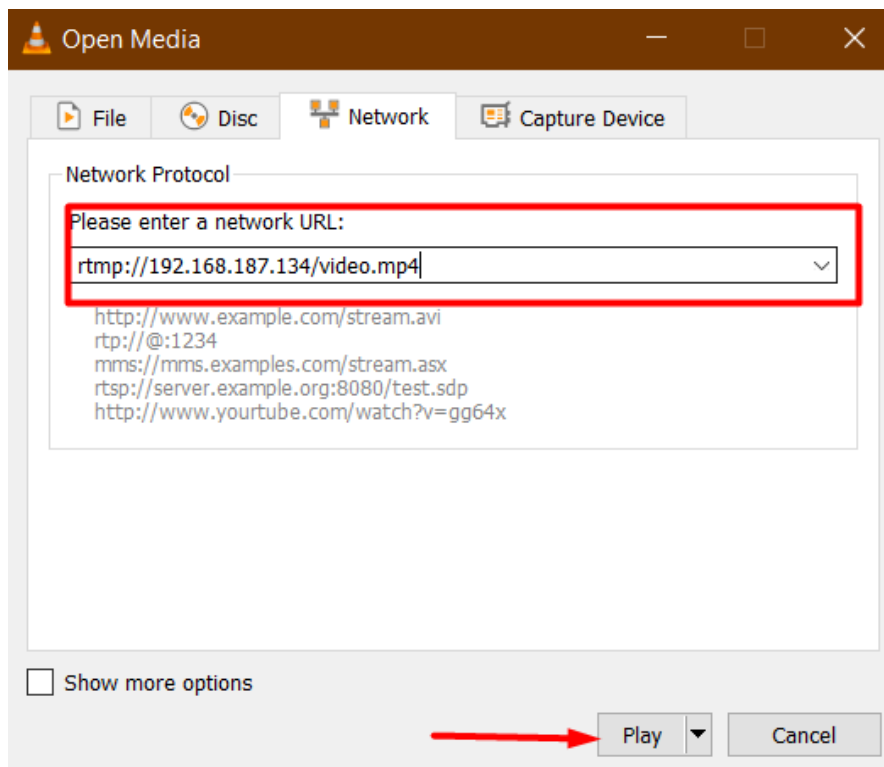 Open Media
File Disc Network Capture Device
Network Protocol
Please enter a network URL:
rtmp://192.168.187.134/video.mp4
http://www.example.com/stream.avi
rtp://@:1234
mms://mms.examples.com/stream.asx
rtsp://server.example.org:8080/test.sdp
http://www.yourtube.com/watch?v=gg64x
Show more options
Play Cancel